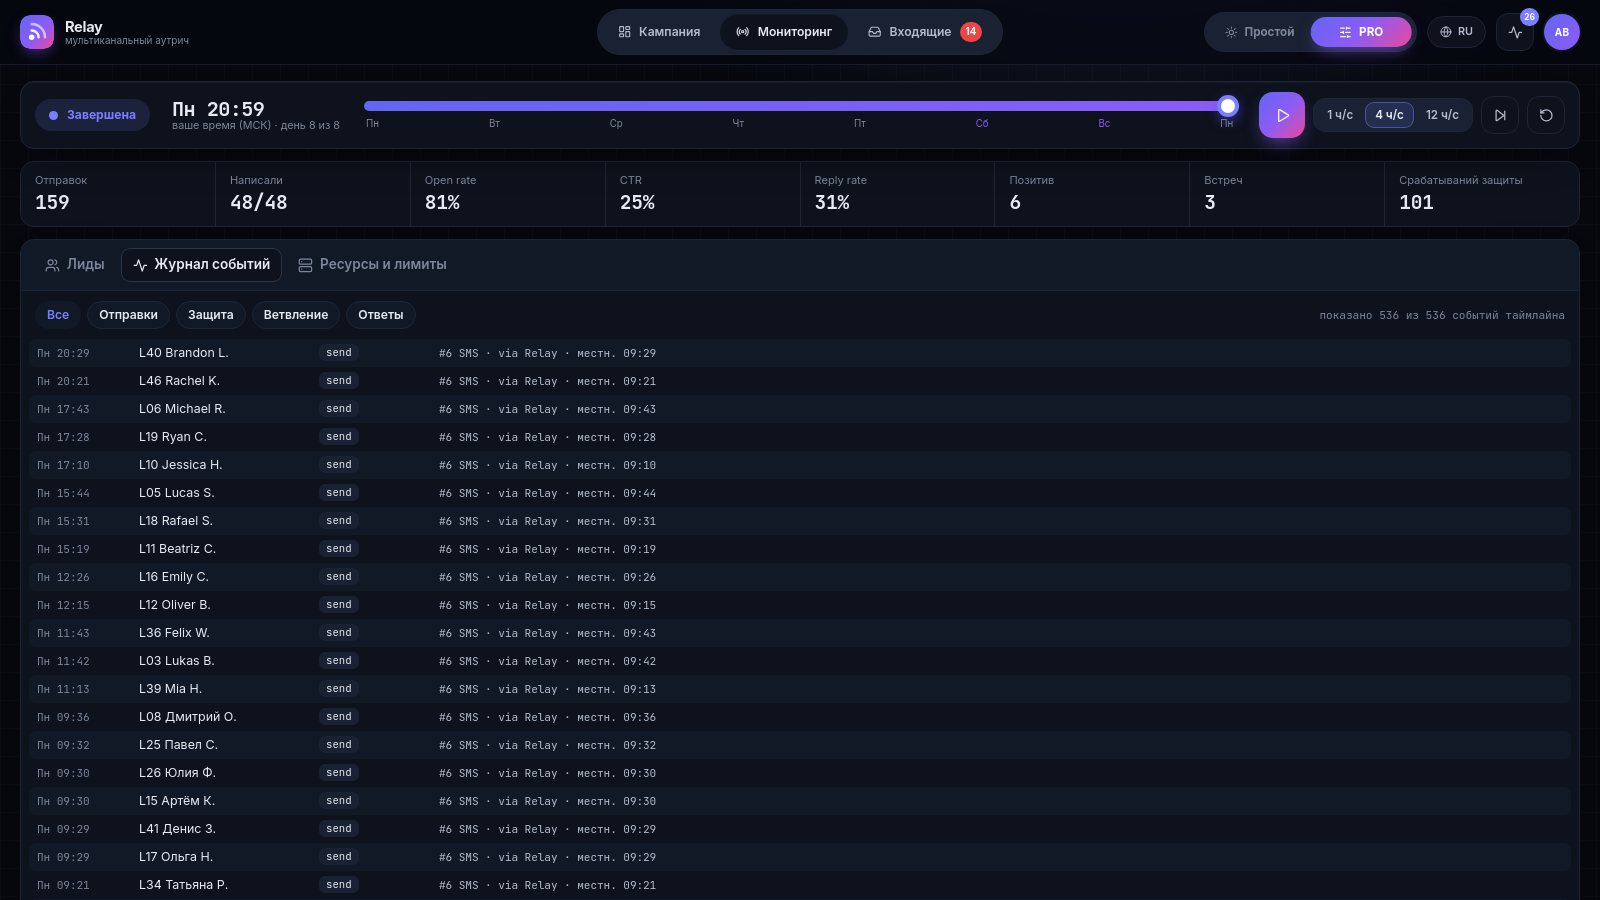 Relay
мультиканальный аутрич
Кампания
Мониторинг
Входящие 14
Простой
PRO
RU
26
AB
Завершена
Пн 20:59
ваше время (МСК) · день 8 из 8
Пн Вт Ср Чт Пт Сб Вс Пн
1 ч/с 4 ч/с 12 ч/с
Отправок Написали Open rate CTR Reply rate Позитив Встреч Срабатываний защиты
159 48/48 81% 25% 31% 6 3 101
Лиды Журнал событий Ресурсы и лимиты
Все Отправки Защита Ветвление Ответы показано 536 из 536 событий таймлайна
Пн 20:29 L40 Brandon L. send #6 SMS · via Relay · местн. 09:29
Пн 20:21 L46 Rachel K. send #6 SMS · via Relay · местн. 09:21
Пн 17:43 L06 Michael R. send #6 SMS · via Relay · местн. 09:43
Пн 17:28 L19 Ryan C. send #6 SMS · via Relay · местн. 09:28
Пн 17:10 L10 Jessica H. send #6 SMS · via Relay · местн. 09:10
Пн 15:44 L05 Lucas S. send #6 SMS · via Relay · местн. 09:44
Пн 15:31 L18 Rafael S. send #6 SMS · via Relay · местн. 09:31
Пн 15:19 L11 Beatriz C. send #6 SMS · via Relay · местн. 09:19
Пн 12:26 L16 Emily C. send #6 SMS · via Relay · местн. 09:26
Пн 12:15 L12 Oliver B. send #6 SMS · via Relay · местн. 09:15
Пн 11:43 L36 Felix W. send #6 SMS · via Relay · местн. 09:43
Пн 11:42 L03 Lukas B. send #6 SMS · via Relay · местн. 09:42
Пн 11:13 L39 Mia H. send #6 SMS · via Relay · местн. 09:13
Пн 09:36 L08 Дмитрий О. send #6 SMS · via Relay · местн. 09:36
Пн 09:32 L25 Павел С. send #6 SMS · via Relay · местн. 09:32
Пн 09:30 L26 Юлия Ф. send #6 SMS · via Relay · местн. 09:30
Пн 09:30 L15 Артём К. send #6 SMS · via Relay · местн. 09:30
Пн 09:29 L41 Денис З. send #6 SMS · via Relay · местн. 09:29
Пн 09:29 L17 Ольга Н. send #6 SMS · via Relay · местн. 09:29
Пн 09:21 L34 Татьяна Р. send #6 SMS · via Relay · местн. 09:21